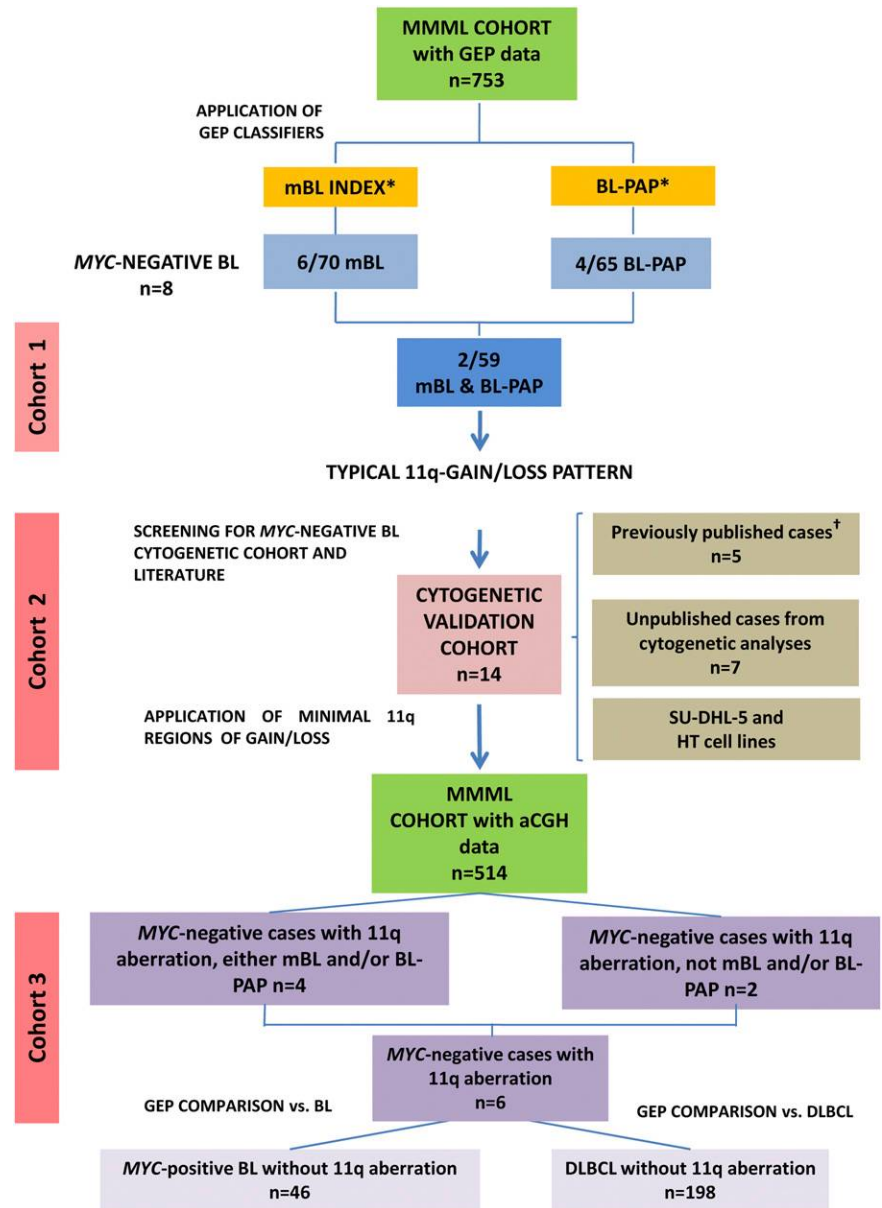 MMML COHORT
with GEP data
n=753
APPLICATION OF
GEP CLASSIFIERS
mBL INDEX*
BL-PAP*
MYC-NEGATIVE BL
n=8
6/70 mBL
4/65 BL-PAP
Cohort 1
2/59
mBL & BL-PAP
TYPICAL 11q-GAIN/LOSS PATTERN
Cohort 2
SCREENING FOR MYC-NEGATIVE BL
CYTOGENETIC COHORT AND
LITERATURE
CYTOGENETIC
VALIDATION
COHORT
n=14
Previously published cases†
n=5
Unpublished cases from
cytogenetic analyses
n=7
SU-DHL-5 and
HT cell lines
APPLICATION OF MINIMAL 11q
REGIONS OF GAIN/LOSS
MMML
COHORT with aCGH
data
n=514
Cohort 3
MYC-negative cases with 11q
aberration, either mBL and/or BL-
PAP n=4
MYC-negative cases with 11q
aberration, not mBL and/or BL-
PAP n=2
MYC-negative cases with
11q aberration
n=6
GEP COMPARISON vs. BL
GEP COMPARISON vs. DLBCL
MYC-positive BL without 11q aberration
n=46
DLBCL without 11q aberration
n=198